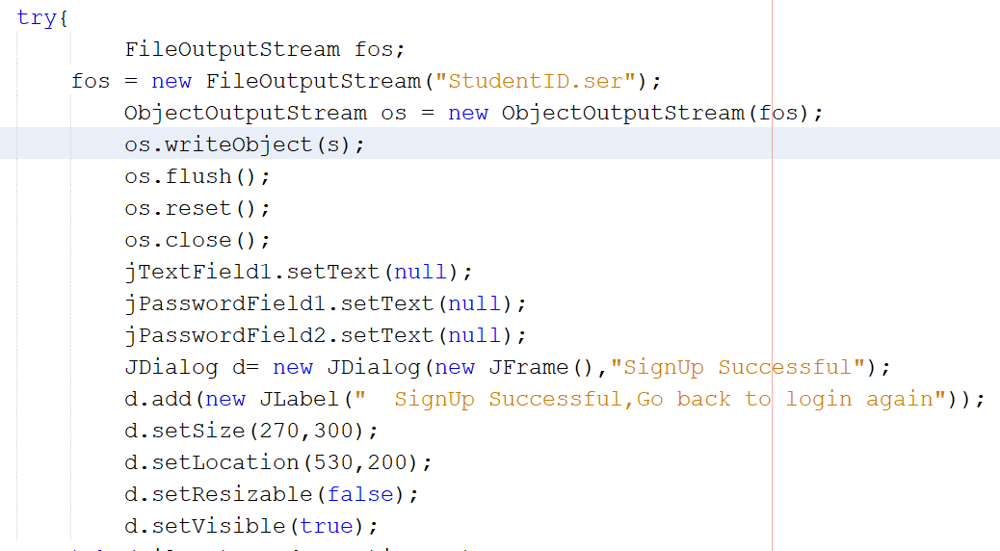 try{
FileOutputStream fos;
fos = new FileOutputStream("StudentID.ser");
ObjectOutputStream os = new ObjectOutputStream(fos);
os.writeObject(s);
os.flush();
os.reset();
os.close();
jTextField1.setText(null);
jPasswordField1.setText(null);
jPasswordField2.setText(null);
JDialog d= new JDialog(new JFrame(),"SignUp Successful");
d.add(new JLabel("  SignUp Successful,Go back to login again"));
d.setSize(270,300);
d.setLocation(530,200);
d.setResizable(false);
d.setVisible(true);